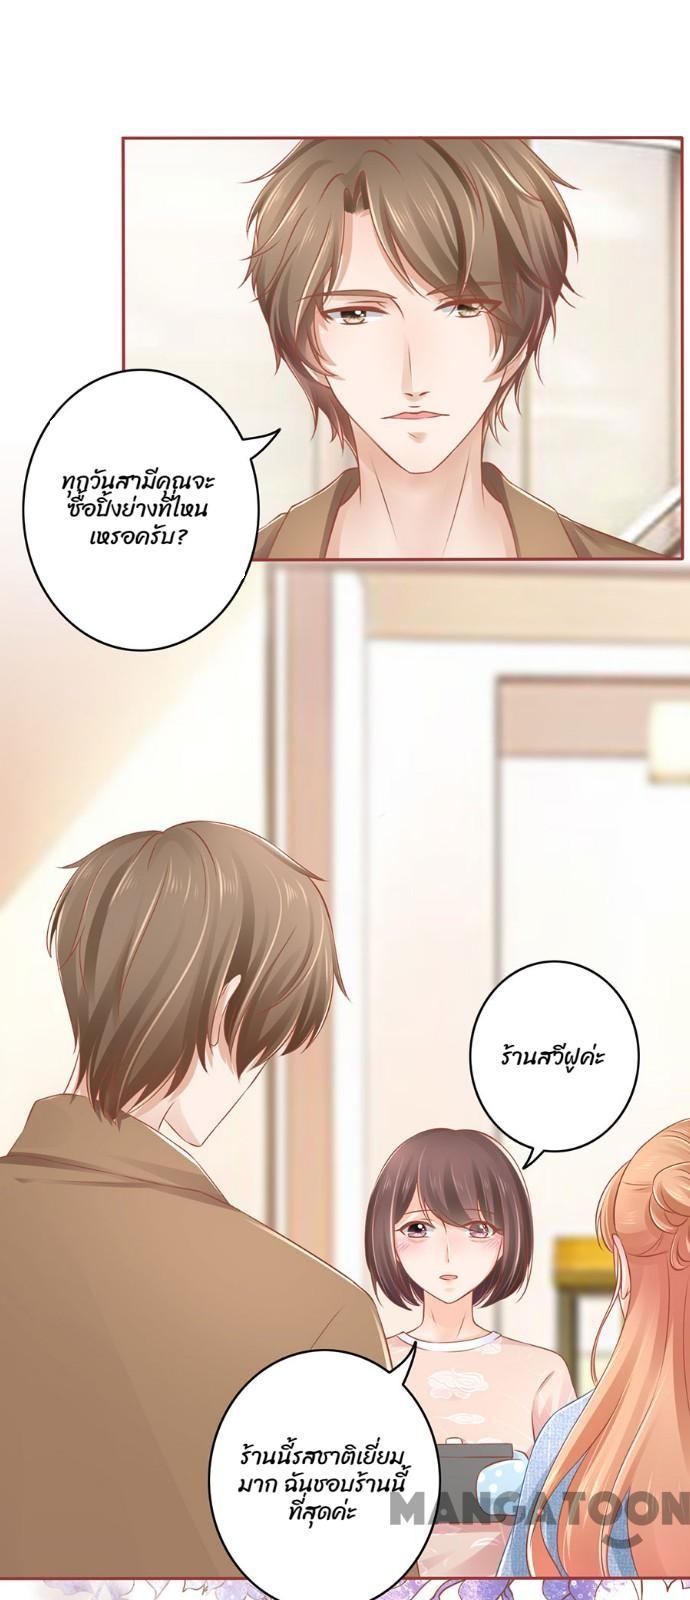 ทุกวันสามีคุณจะ
ซื้อปิ้งย่างที่ไหน
เหรอครับ?
ร้านสวีฝูค่ะ
ร้านนี้รสชาติเยี่ยม
มาก ฉันชอบร้านนี้
ที่สุดค่ะ
MANGATOON